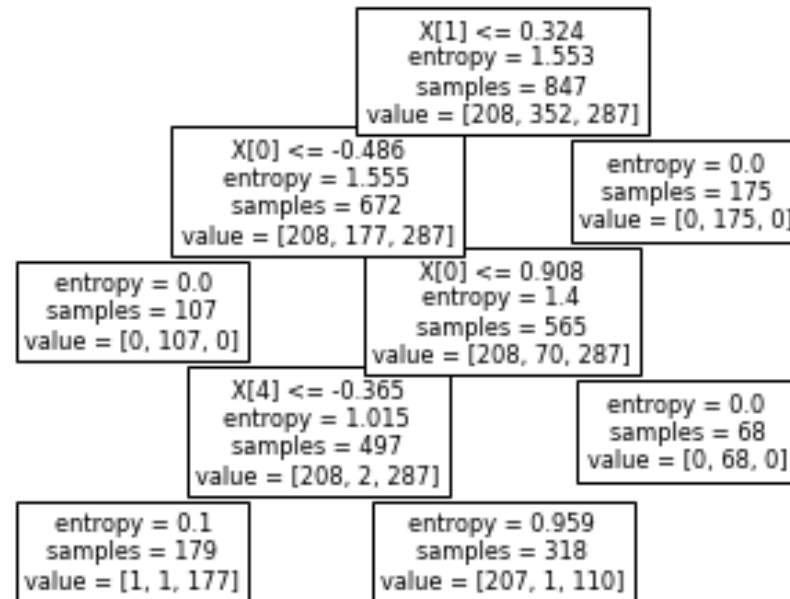 X[1] <= 0.324
entropy = 1.553
samples = 847
value = [208, 352, 287]
X[0] <= -0.486
entropy = 1.555
samples = 672
value = [208, 177, 287]
entropy = 0.0
samples = 175
value = [0, 175, 0]
entropy = 0.0
samples = 107
value = [0, 107, 0]
X[0] <= 0.908
entropy = 1.4
samples = 565
value = [208, 70, 287]
X[4] <= -0.365
entropy = 1.015
samples = 497
value = [208, 2, 287]
entropy = 0.0
samples = 68
value = [0, 68, 0]
entropy = 0.1
samples = 179
value = [1, 1, 177]
entropy = 0.959
samples = 318
value = [207, 1, 110]